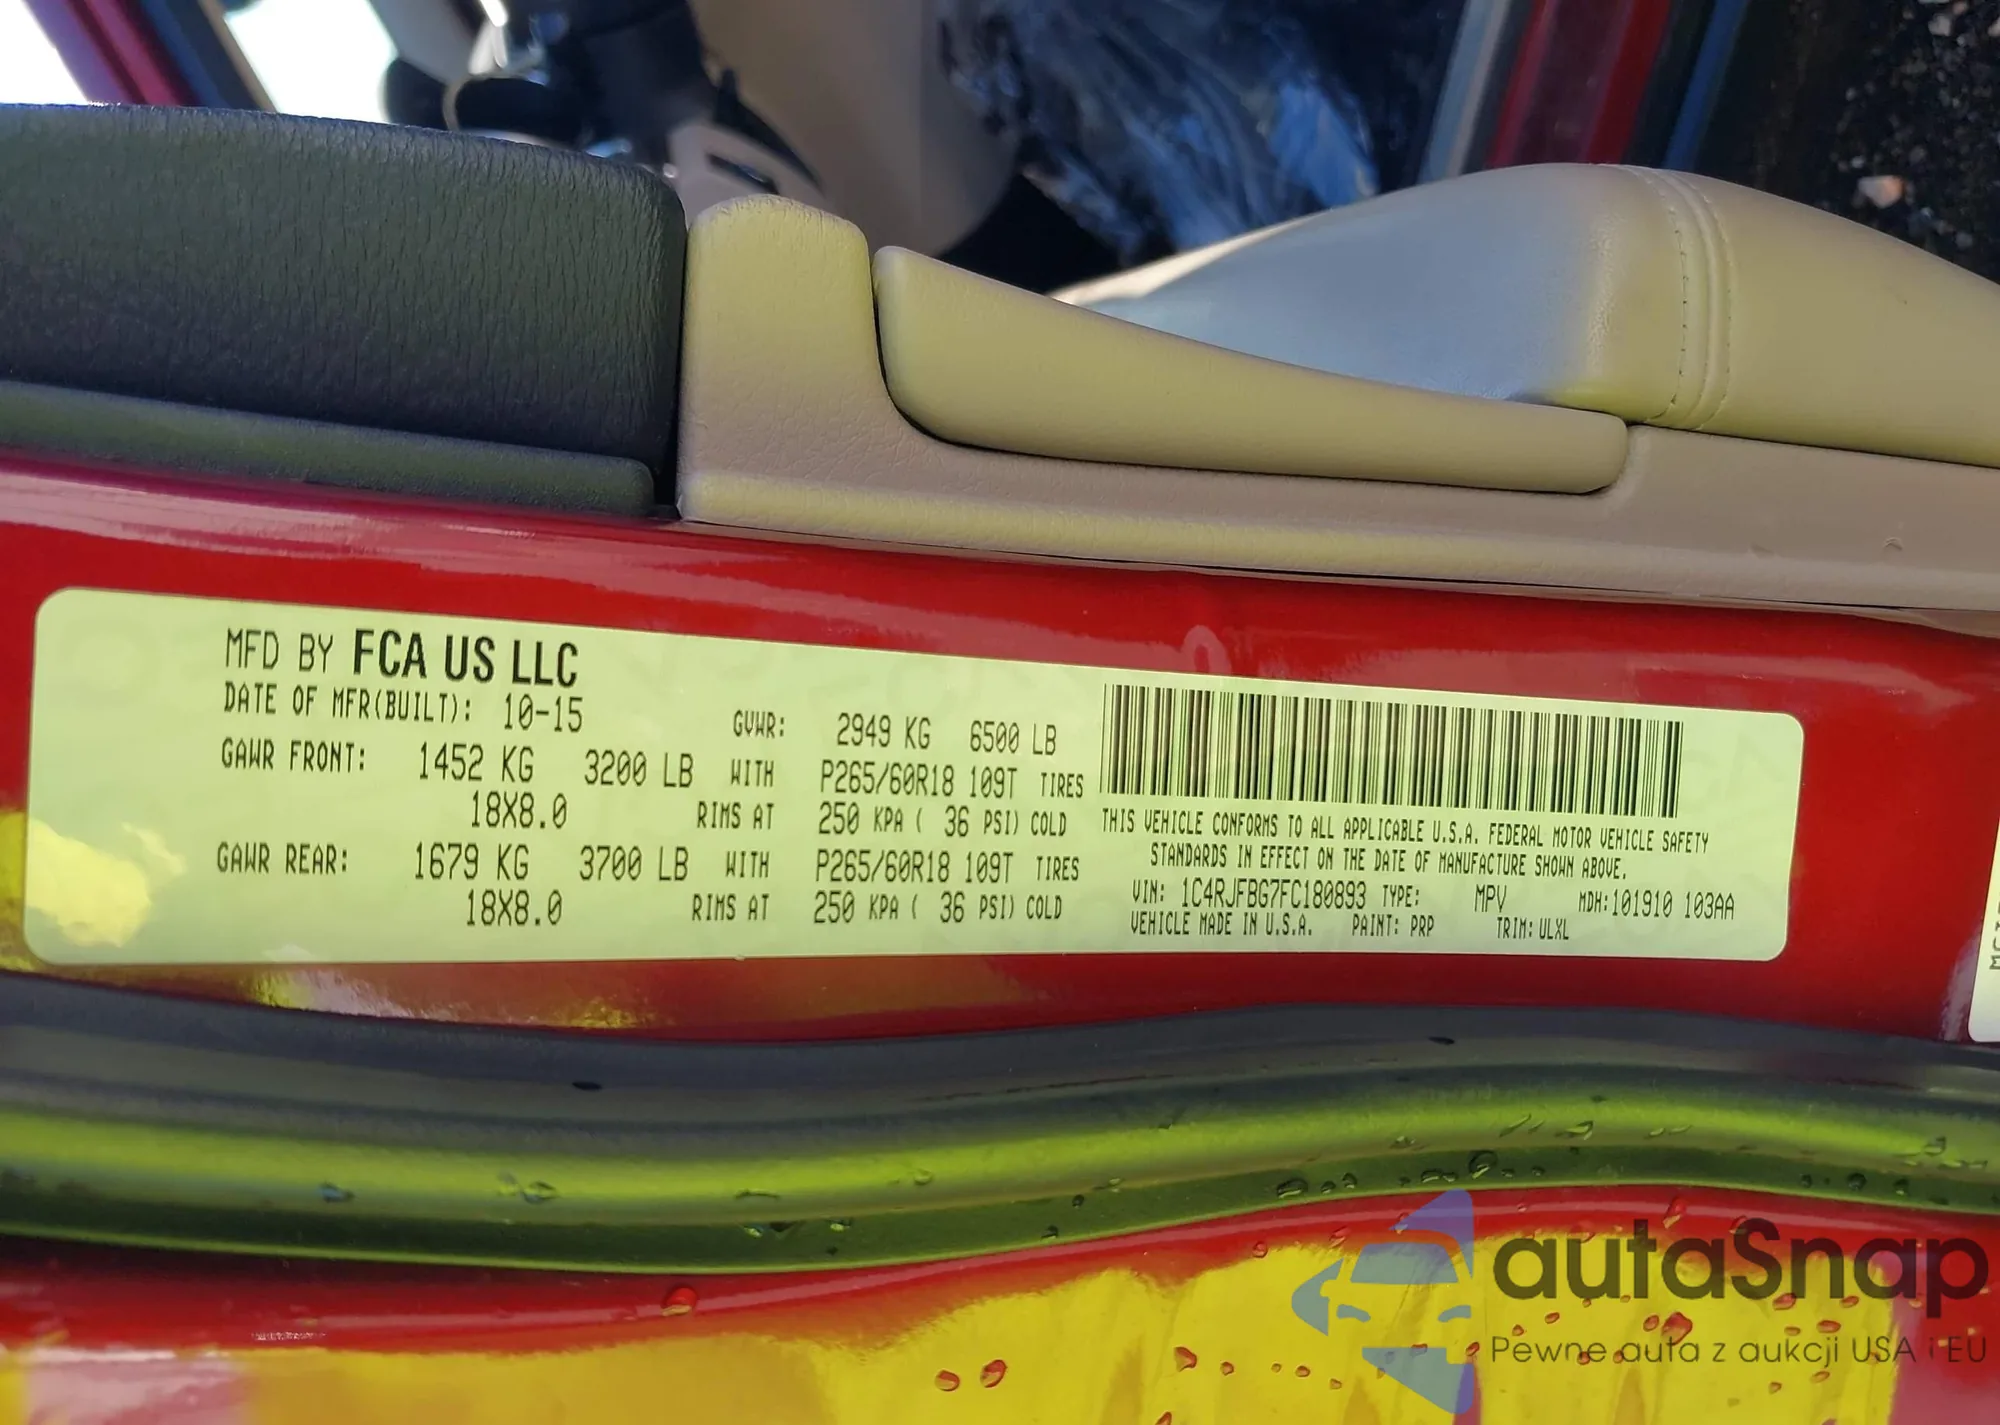 MFD BY FCA US LLC
DATE OF MFR(BUILT): 10-15 GVWR: 2949 KG 6500 LB
GAWR FRONT: 1452 KG 3200 LB WITH P265/60R18 109T TIRES
18X8.0 RIMS AT 250 KPA ( 36 PSI) COLD
GAWR REAR: 1679 KG 3700 LB WITH P265/60R18 109T TIRES
18X8.0 RIMS AT 250 KPA ( 36 PSI) COLD
THIS VEHICLE CONFORMS TO ALL APPLICABLE U.S.A. FEDERAL MOTOR VEHICLE SAFETY
STANDARDS IN EFFECT ON THE DATE OF MANUFACTURE SHOWN ABOVE.
VIN: 1C4RJFBG7FC180893 TYPE: MPV MDH:101910 103AA
VEHICLE MADE IN U.S.A. PAINT: PRP TRIM: ULXL
autaSnap
Pewne auta z aukcji USA i EU